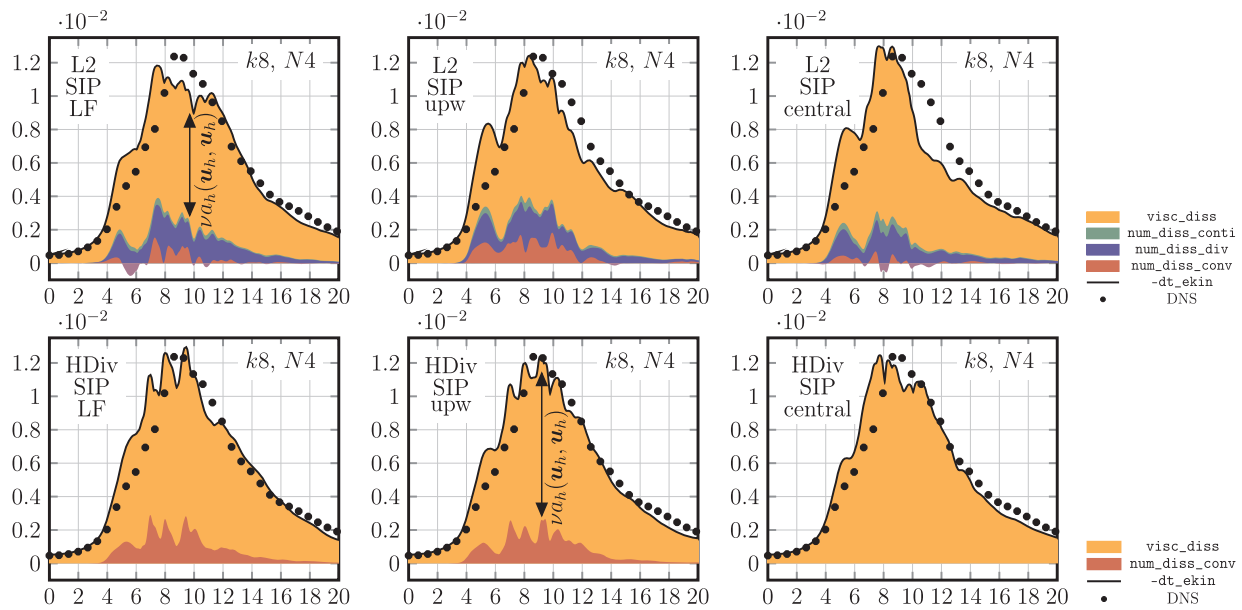 ·10⁻²
·10⁻²
·10⁻²
L2
SIP
LF
k8, N4
L2
SIP
upw
k8, N4
L2
SIP
central
k8, N4
1.2
1
0.8
0.6
0.4
0.2
0
1.2
1
0.8
0.6
0.4
0.2
0
1.2
1
0.8
0.6
0.4
0.2
0
νa_h(u_h, u_h)
0 2 4 6 8 10 12 14 16 18 20
0 2 4 6 8 10 12 14 16 18 20
0 2 4 6 8 10 12 14 16 18 20
visc_diss
num_diss_conti
num_diss_div
num_diss_conv
-dt_ekin
DNS
·10⁻²
·10⁻²
·10⁻²
HDiv
SIP
LF
k8, N4
HDiv
SIP
upw
k8, N4
HDiv
SIP
central
k8, N4
1.2
1
0.8
0.6
0.4
0.2
0
1.2
1
0.8
0.6
0.4
0.2
0
1.2
1
0.8
0.6
0.4
0.2
0
νa_h(u_h, u_h)
0 2 4 6 8 10 12 14 16 18 20
0 2 4 6 8 10 12 14 16 18 20
0 2 4 6 8 10 12 14 16 18 20
visc_diss
num_diss_conv
-dt_ekin
DNS